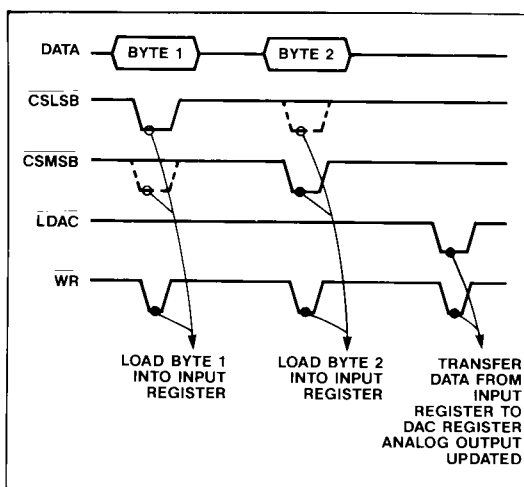 DATA
BYTE 1
BYTE 2
CSLSB
CSMSB
LDAC
WR
LOAD BYTE 1
INTO INPUT
REGISTER
LOAD BYTE 2
INTO INPUT
REGISTER
TRANSFER
DATA FROM
INPUT
REGISTER TO
DAC REGISTER
ANALOG OUTPUT
UPDATED